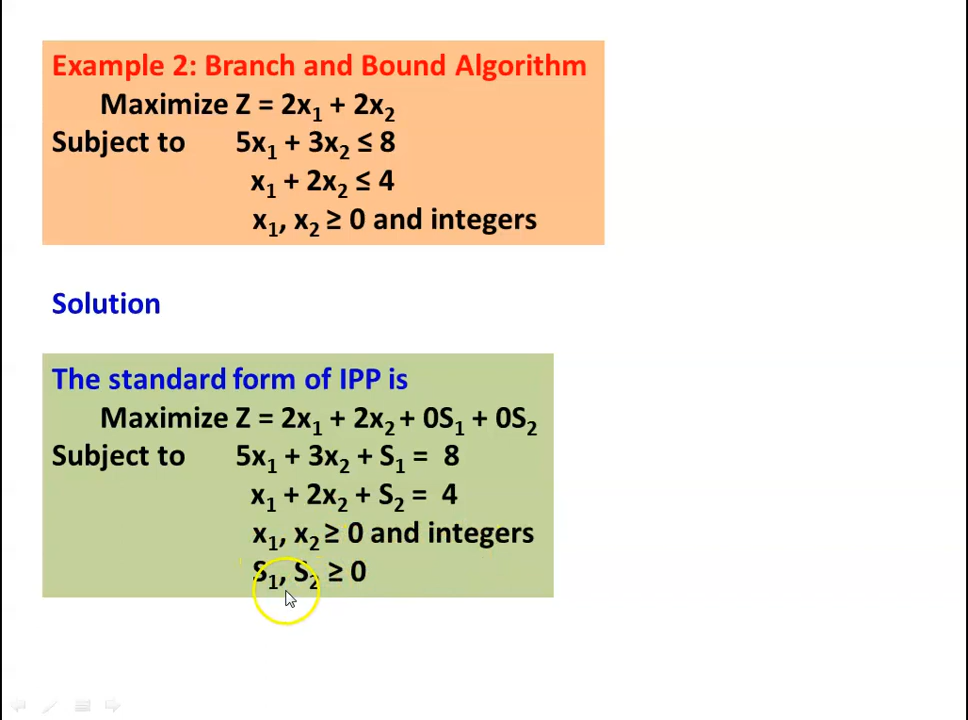 Example 2: Branch and Bound Algorithm
Maximize Z = 2x₁ + 2x₂
Subject to 5x₁ + 3x₂ ≤ 8
x₁ + 2x₂ ≤ 4
x₁, x₂ ≥ 0 and integers
Solution
The standard form of IPP is
Maximize Z = 2x₁ + 2x₂ + 0S₁ + 0S₂
Subject to 5x₁ + 3x₂ + S₁ = 8
x₁ + 2x₂ + S₂ = 4
x₁, x₂ ≥ 0 and integers
S₁, S₂ ≥ 0